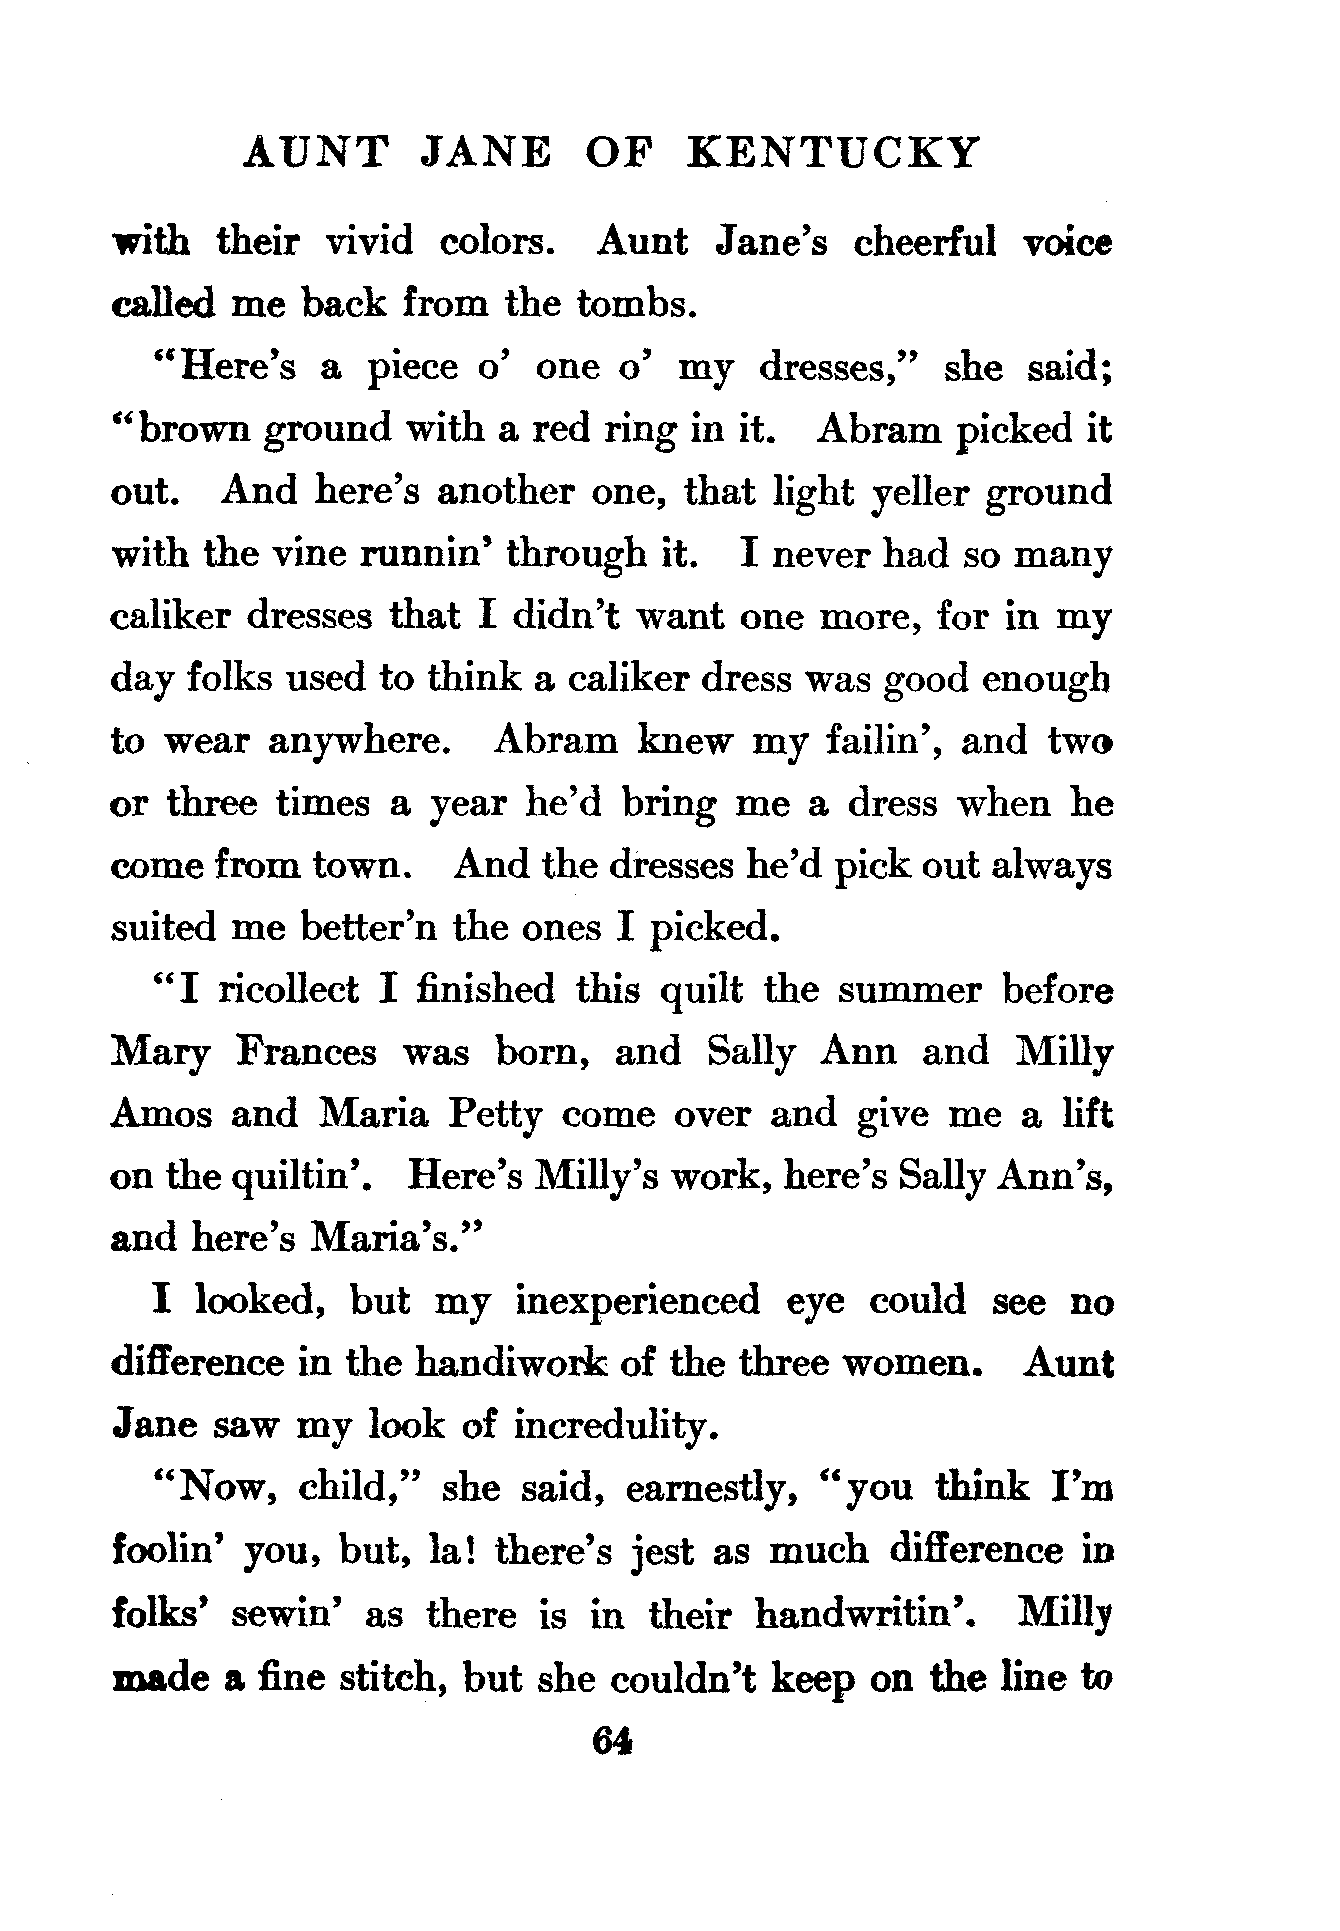 AUNT JANE OF KENTUCKY
with their vivid colors. Aunt Jane's cheerful voice
called me back from the tombs.
"Here's a piece o' one o' my dresses," she said;
"brown ground with a red ring in it. Abram picked it
out. And here's another one, that light yeller ground
with the vine runnin' through it. I never had so many
caliker dresses that I didn't want one more, for in my
day folks used to think a caliker dress was good enough
to wear anywhere. Abram knew my failin', and two
or three times a year he'd bring me a dress when he
come from town. And the dresses he'd pick out always
suited me better'n the ones I picked.
"I ricollect I finished this quilt the summer before
Mary Frances was born, and Sally Ann and Milly
Amos and Maria Petty come over and give me a lift
on the quiltin'. Here's Milly's work, here's Sally Ann's,
and here's Maria's."
I looked, but my inexperienced eye could see no
difference in the handiwork of the three women. Aunt
Jane saw my look of incredulity.
"Now, child," she said, earnestly, "you think I'm
foolin' you, but, la! there's jest as much difference in
folks' sewin' as there is in their handwritin'. Milly
made a fine stitch, but she couldn't keep on the line to
64